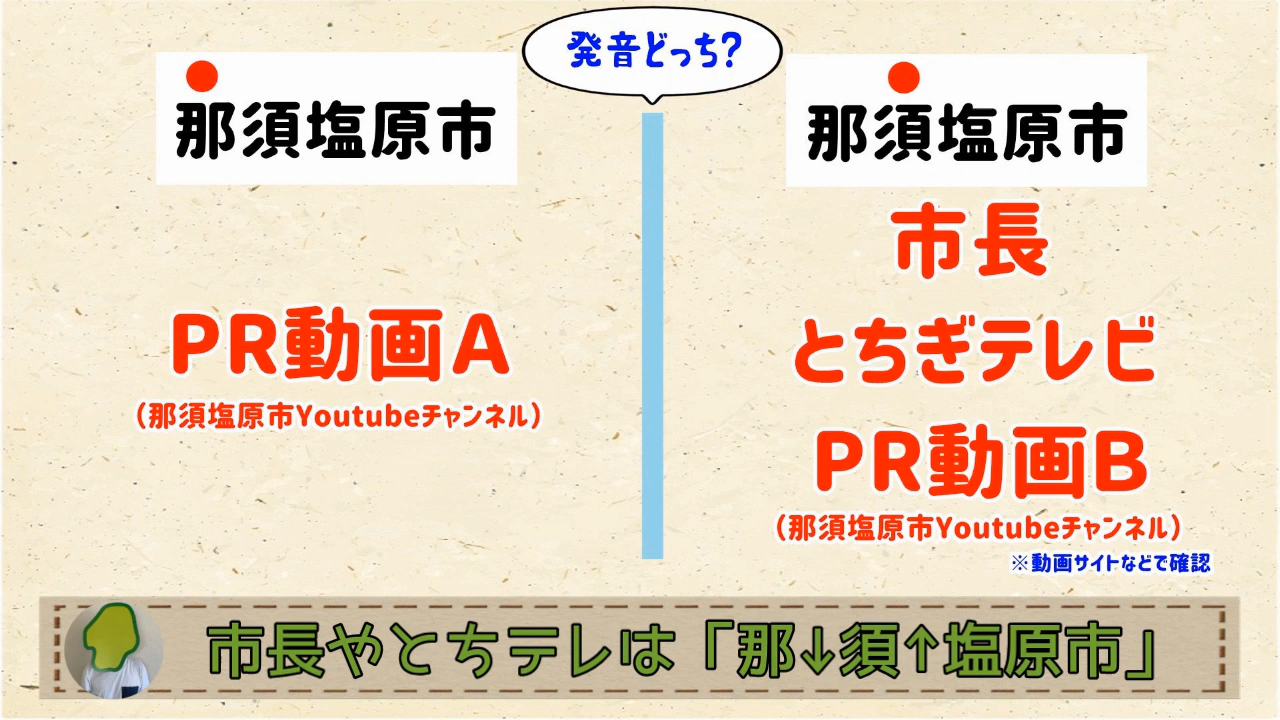 発音どっち?
那須塩原市
PR動画A
(那須塩原市Youtubeチャンネル)
那須塩原市
市長
とちぎテレビ
PR動画B
(那須塩原市Youtubeチャンネル)
※動画サイトなどで確認
市長やとちテレは「那↓須↑塩原市」